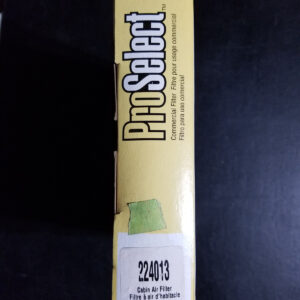 ProSelect
Commercial Filter Filtre pour usage commercial
Filtro para uso comercial
224013
Cabin Air Filter
Filtre à air d'habitacle